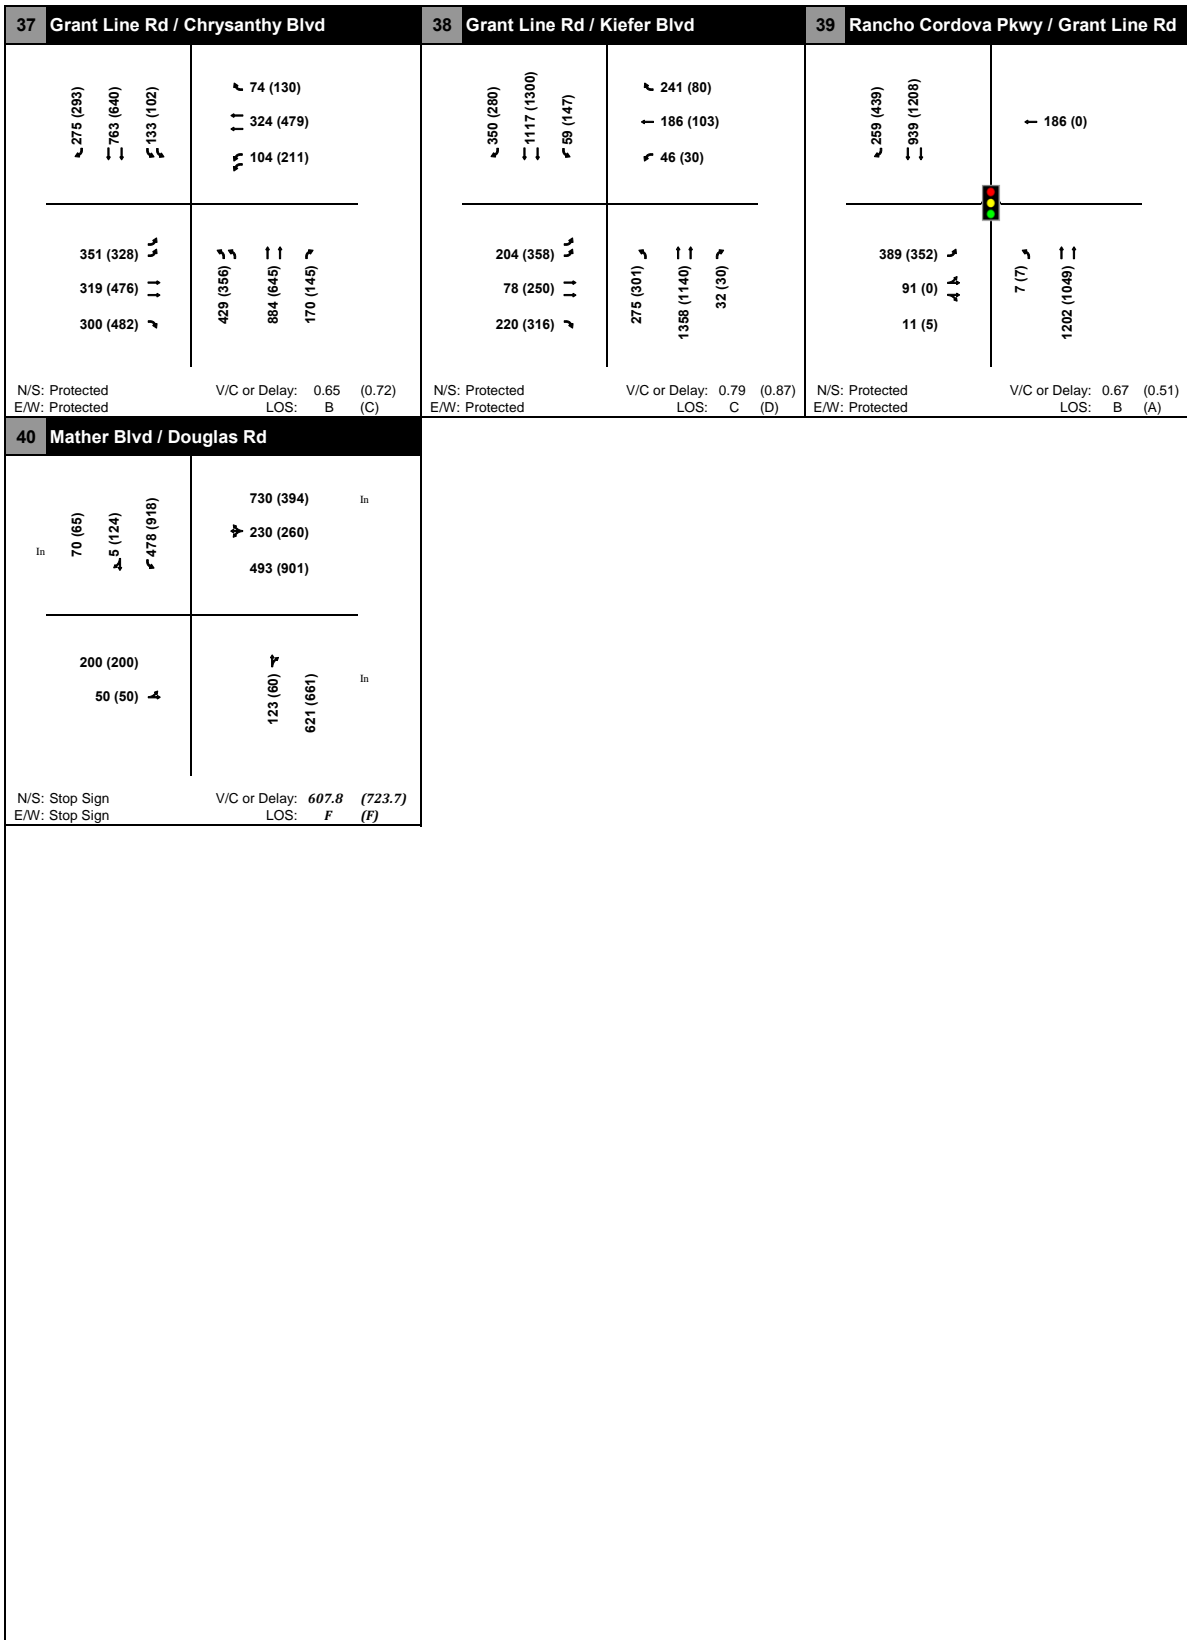 37 Grant Line Rd / Chrysanthy Blvd
275 (293)
763 (640)
133 (102)
74 (130)
324 (479)
104 (211)
351 (328)
319 (476)
300 (482)
429 (356)
884 (645)
170 (145)
N/S: Protected V/C or Delay: 0.65 (0.72)
E/W: Protected LOS: B (C)
38 Grant Line Rd / Kiefer Blvd
350 (280)
1117 (1300)
59 (147)
241 (80)
186 (103)
46 (30)
204 (358)
78 (250)
220 (316)
275 (301)
1358 (1140)
32 (30)
N/S: Protected V/C or Delay: 0.79 (0.87)
E/W: Protected LOS: C (D)
39 Rancho Cordova Pkwy / Grant Line Rd
259 (439)
939 (1208)
186 (0)
389 (352)
91 (0)
11 (5)
7 (7)
1202 (1049)
N/S: Protected V/C or Delay: 0.67 (0.51)
E/W: Protected LOS: B (A)
40 Mather Blvd / Douglas Rd
In
70 (65)
5 (124)
478 (918)
730 (394) In
230 (260)
493 (901)
200 (200)
50 (50)
123 (60)
621 (661)
In
N/S: Stop Sign V/C or Delay: 607.8 (723.7)
E/W: Stop Sign LOS: F (F)